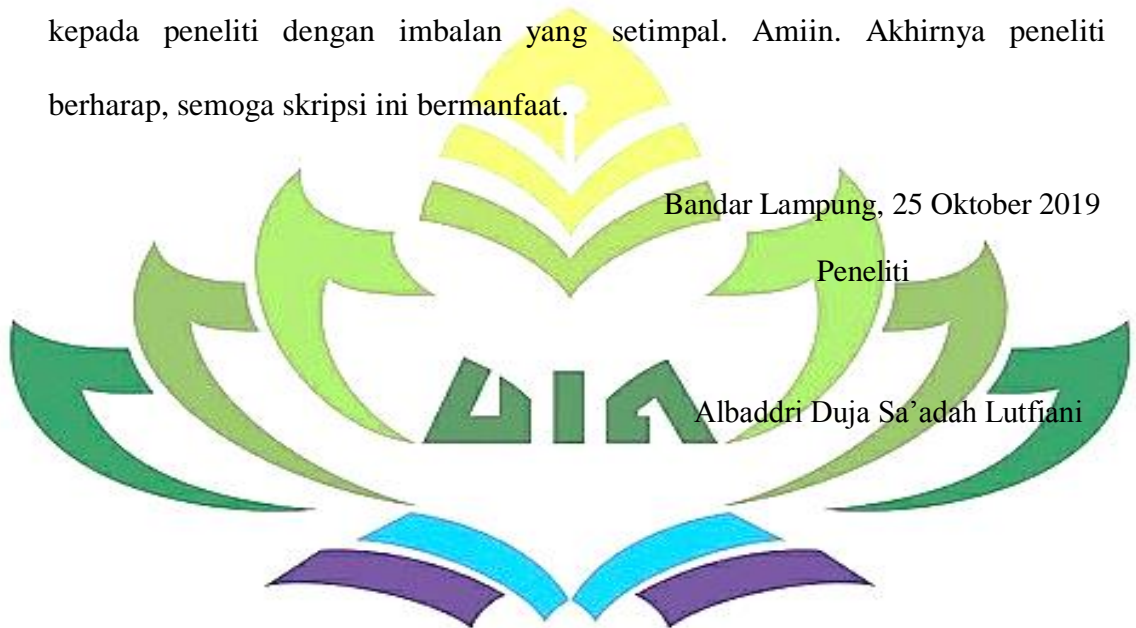 kepada peneliti dengan imbalan yang setimpal. Amiin. Akhirnya peneliti
berharap, semoga skripsi ini bermanfaat.
Bandar Lampung, 25 Oktober 2019
Peneliti
UIN
Albaddri Duja Sa’adah Lutfiani